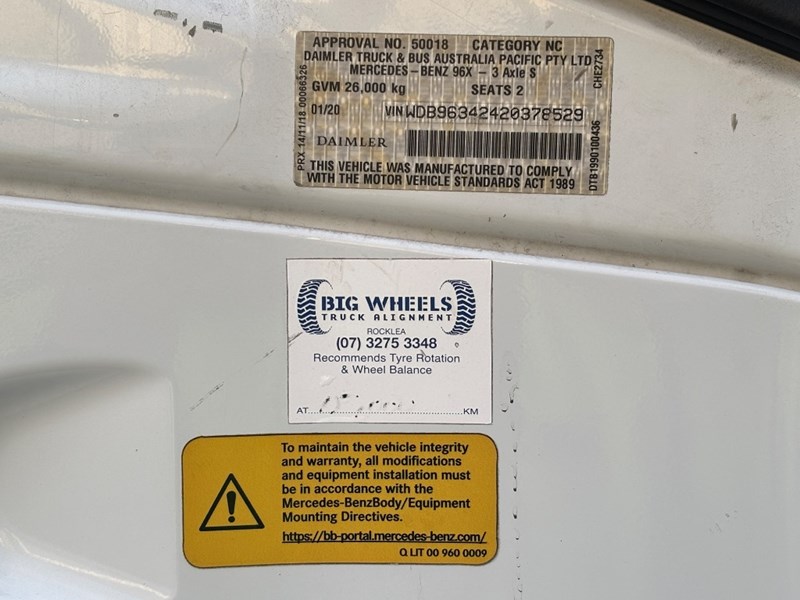 APPROVAL NO. 50018 CATEGORY NC
DAIMLER TRUCK & BUS AUSTRALIA PACIFIC PTY LTD
MERCEDES-BENZ 96X - 3 Axle S
GVM 26,000 kg SEATS 2
01/20 VIN WDB96342420378529
DAIMLER
THIS VEHICLE WAS MANUFACTURED TO COMPLY
WITH THE MOTOR VEHICLE STANDARDS ACT 1989
PRX 14/11/18 00066326
CHE2734
DTB1990100436
BIG WHEELS
TRUCK ALIGNMENT
ROCKLEA
(07) 3275 3348
Recommends Tyre Rotation
& Wheel Balance
AT KM
To maintain the vehicle integrity
and warranty, all modifications
and equipment installation must
be in accordance with the
Mercedes-BenzBody/Equipment
Mounting Directives.
https://bb-portal.mercedes-benz.com/
Q LIT 00 960 0009